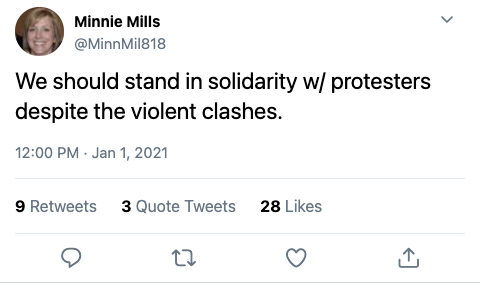 Minnie Mills
@MinnMil818
We should stand in solidarity w/ protesters
despite the violent clashes.
12:00 PM · Jan 1, 2021
9 Retweets 3 Quote Tweets 28 Likes